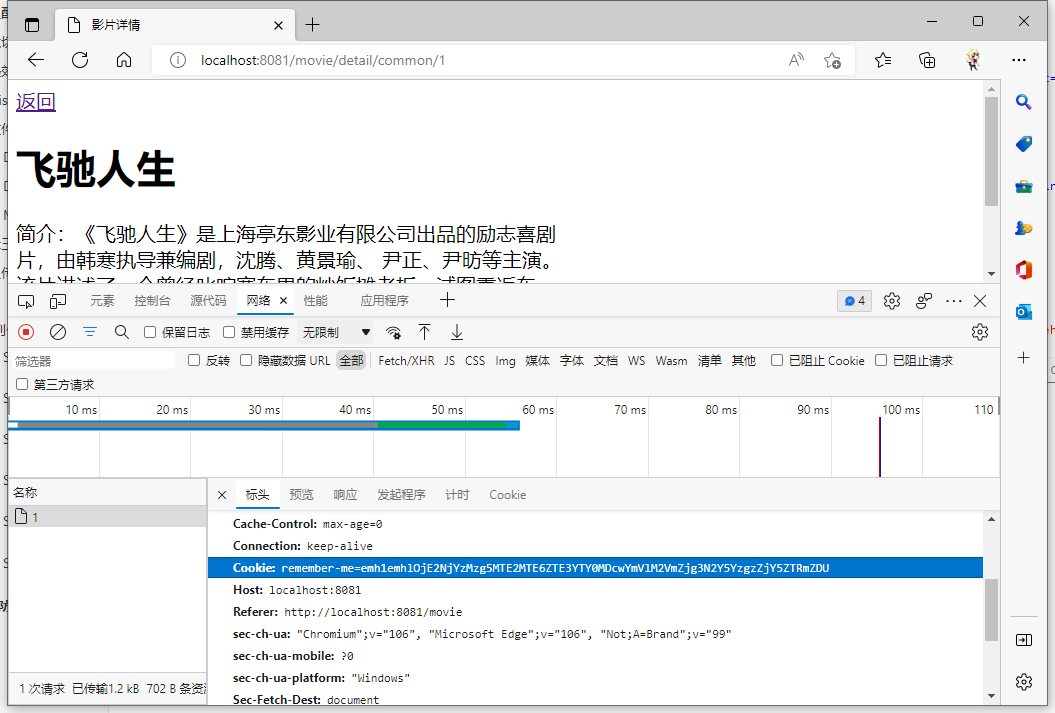 影片详情
localhost:8081/movie/detail/common/1
返回
飞驰人生
简介：《飞驰人生》是上海亭东影业有限公司出品的励志喜剧
片，由韩寒执导兼编剧，沈腾、黄景瑜、 尹正、尹昉等主演。
元素 控制台 源代码 网络 性能 应用程序 4
保留日志 禁用缓存 无限制
筛选器 反转 隐藏数据 URL 全部 Fetch/XHR JS CSS Img 媒体 字体 文档 WS Wasm 清单 其他 已阻止 Cookie 已阻止请求
第三方请求
10 ms 20 ms 30 ms 40 ms 50 ms 60 ms 70 ms 80 ms 90 ms 100 ms 110
名称 标头 预览 响应 发起程序 计时 Cookie
1
Cache-Control: max-age=0
Connection: keep-alive
Cookie: remember-me=emh1emhlOjE2NjYzMzg5MTE2MTE6ZTE3YTY0MDcwYmVlM2VmZjg3N2Y5YzgzZjY5ZTRmZDU
Host: localhost:8081
Referer: http://localhost:8081/movie
sec-ch-ua: "Chromium";v="106", "Microsoft Edge";v="106", "Not;A=Brand";v="99"
sec-ch-ua-mobile: ?0
sec-ch-ua-platform: "Windows"
Sec-Fetch-Dest: document
1 次请求 已传输1.2 kB 702 B 条资